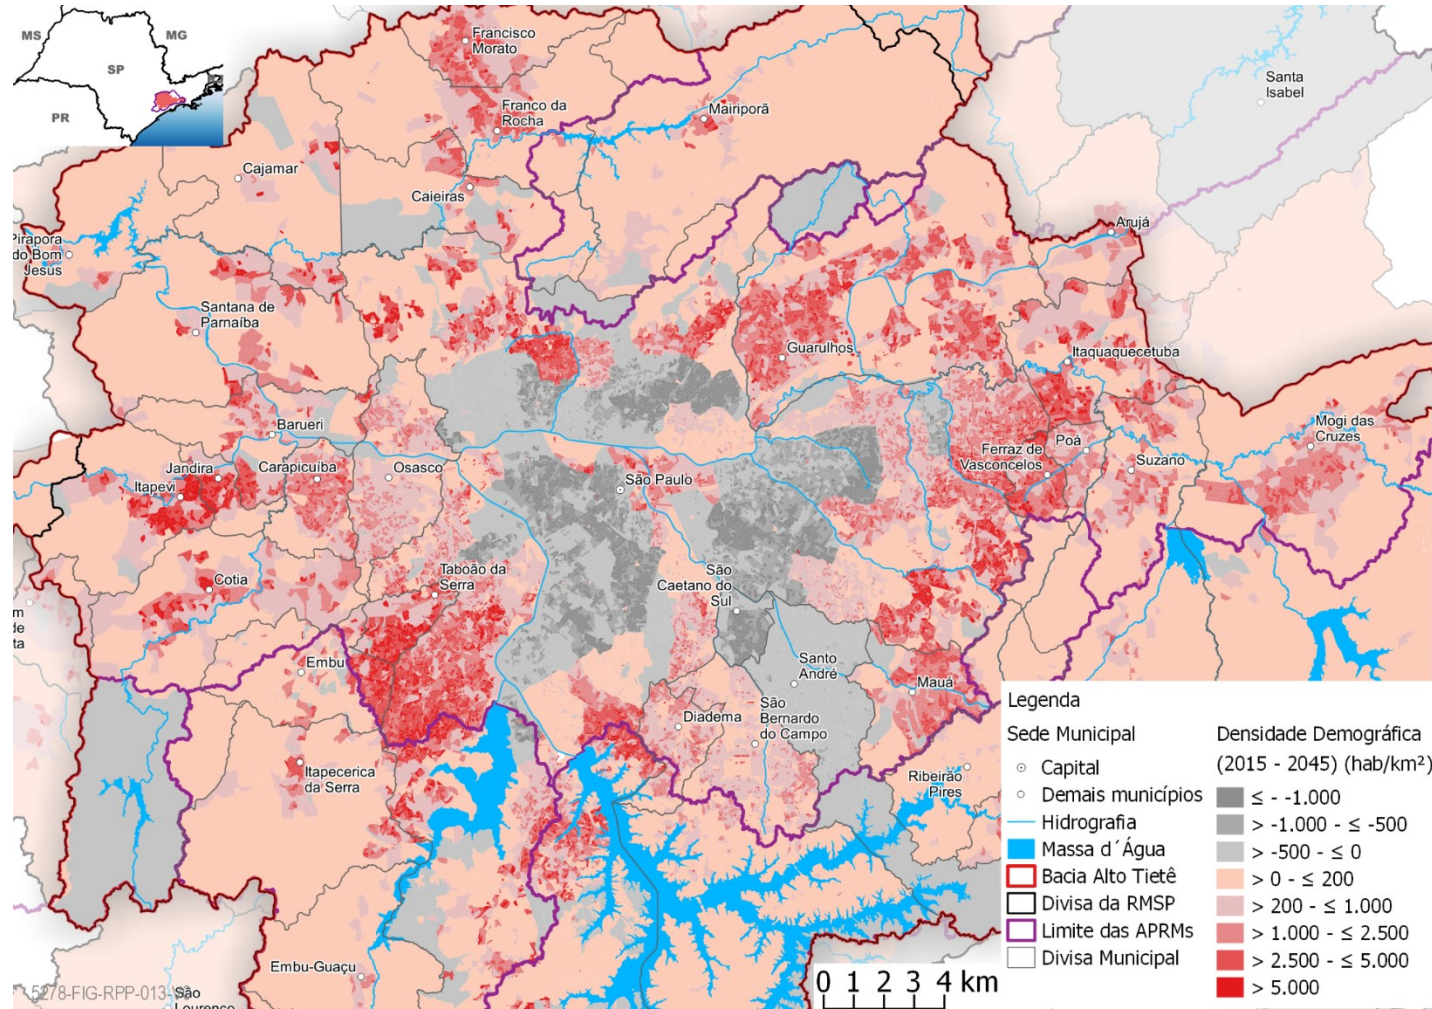 MS
MG
SP
PR
Francisco
Morato
Franco da
Rocha
Mairiporã
Santa
Isabel
Cajamar
Caieiras
Arujá
Pirapora
do Bom
Jesus
Santana de
Parnaíba
Guarulhos
Itaquaquecetuba
Barueri
Mogi das
Cruzes
Jandira
Carapicuíba
Osasco
Itapevi
São Paulo
Ferraz de
Vasconcelos
Poá
Suzano
Cotia
Taboão da
Serra
São
Caetano do
Sul
m
de
ta
Embu
Santo
André
Mauá
Diadema
São
Bernardo
do Campo
Itapecerica
da Serra
Ribeirão
Pires
Embu-Guaçu
5278-FIG-RPP-013-
São
Lourenço
Legenda
Sede Municipal
Capital
Demais municípios
Hidrografia
Massa d´Água
Bacia Alto Tietê
Divisa da RMSP
Limite das APRMs
Divisa Municipal
Densidade Demográfica
(2015 - 2045) (hab/km²)
≤ - -1.000
> -1.000 - ≤ -500
> -500 - ≤ 0
> 0 - ≤ 200
> 200 - ≤ 1.000
> 1.000 - ≤ 2.500
> 2.500 - ≤ 5.000
> 5.000
0 1 2 3 4 km